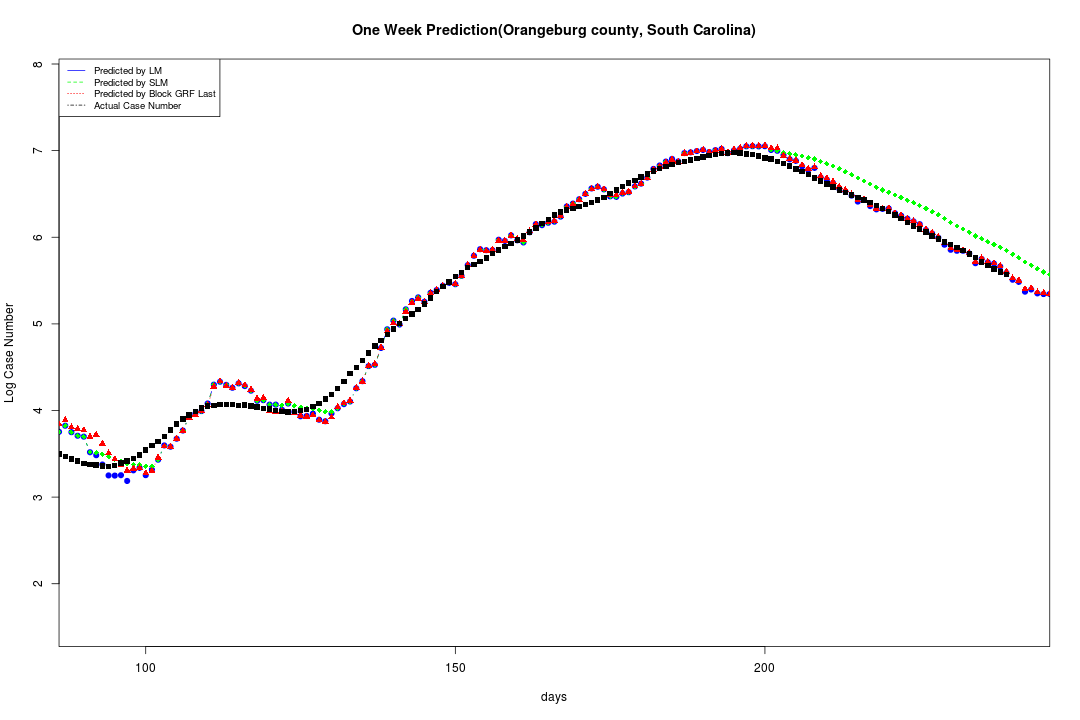 One Week Prediction(Orangeburg county, South Carolina)
Predicted by LM
Predicted by SLM
Predicted by Block GRF Last
Actual Case Number
Log Case Number
8
7
6
5
4
3
2
100 150 200
days